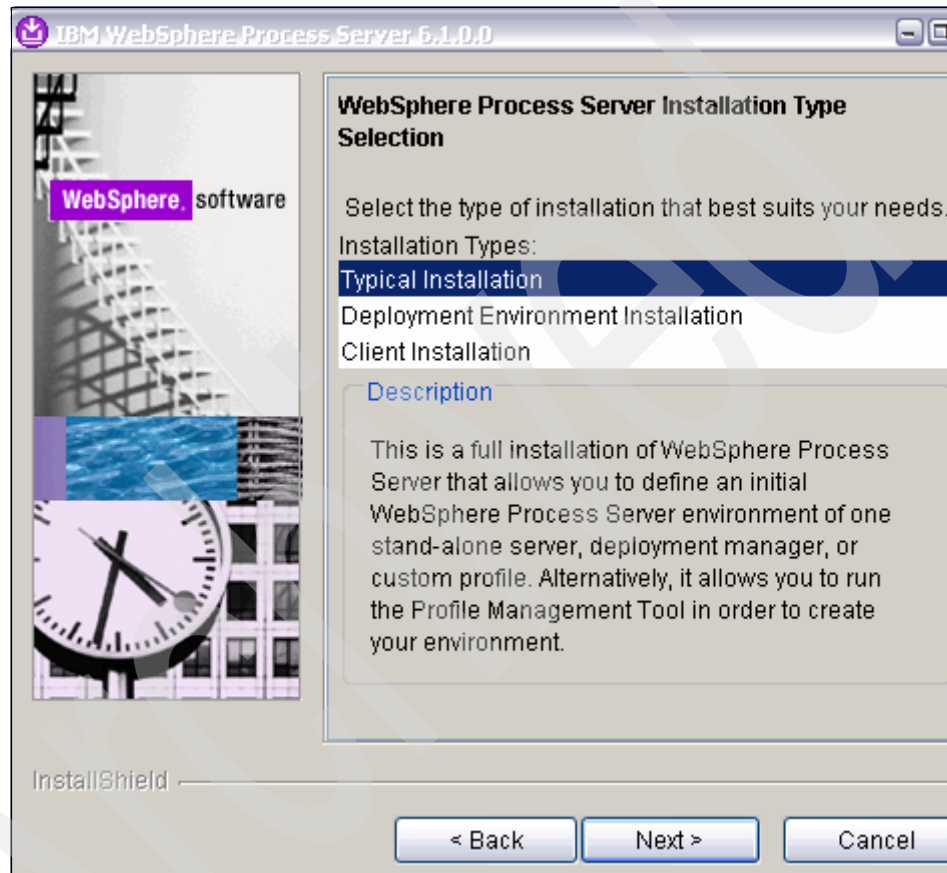 IBM WebSphere Process Server 6.1.0.0
WebSphere Process Server Installation Type
Selection
WebSphere. software
Select the type of installation that best suits your needs.
Installation Types:
Typical Installation
Deployment Environment Installation
Client Installation
Description
This is a full installation of WebSphere Process
Server that allows you to define an initial
WebSphere Process Server environment of one
stand-alone server, deployment manager, or
custom profile. Alternatively, it allows you to run
the Profile Management Tool in order to create
your environment.
InstallShield
< Back
Next >
Cancel